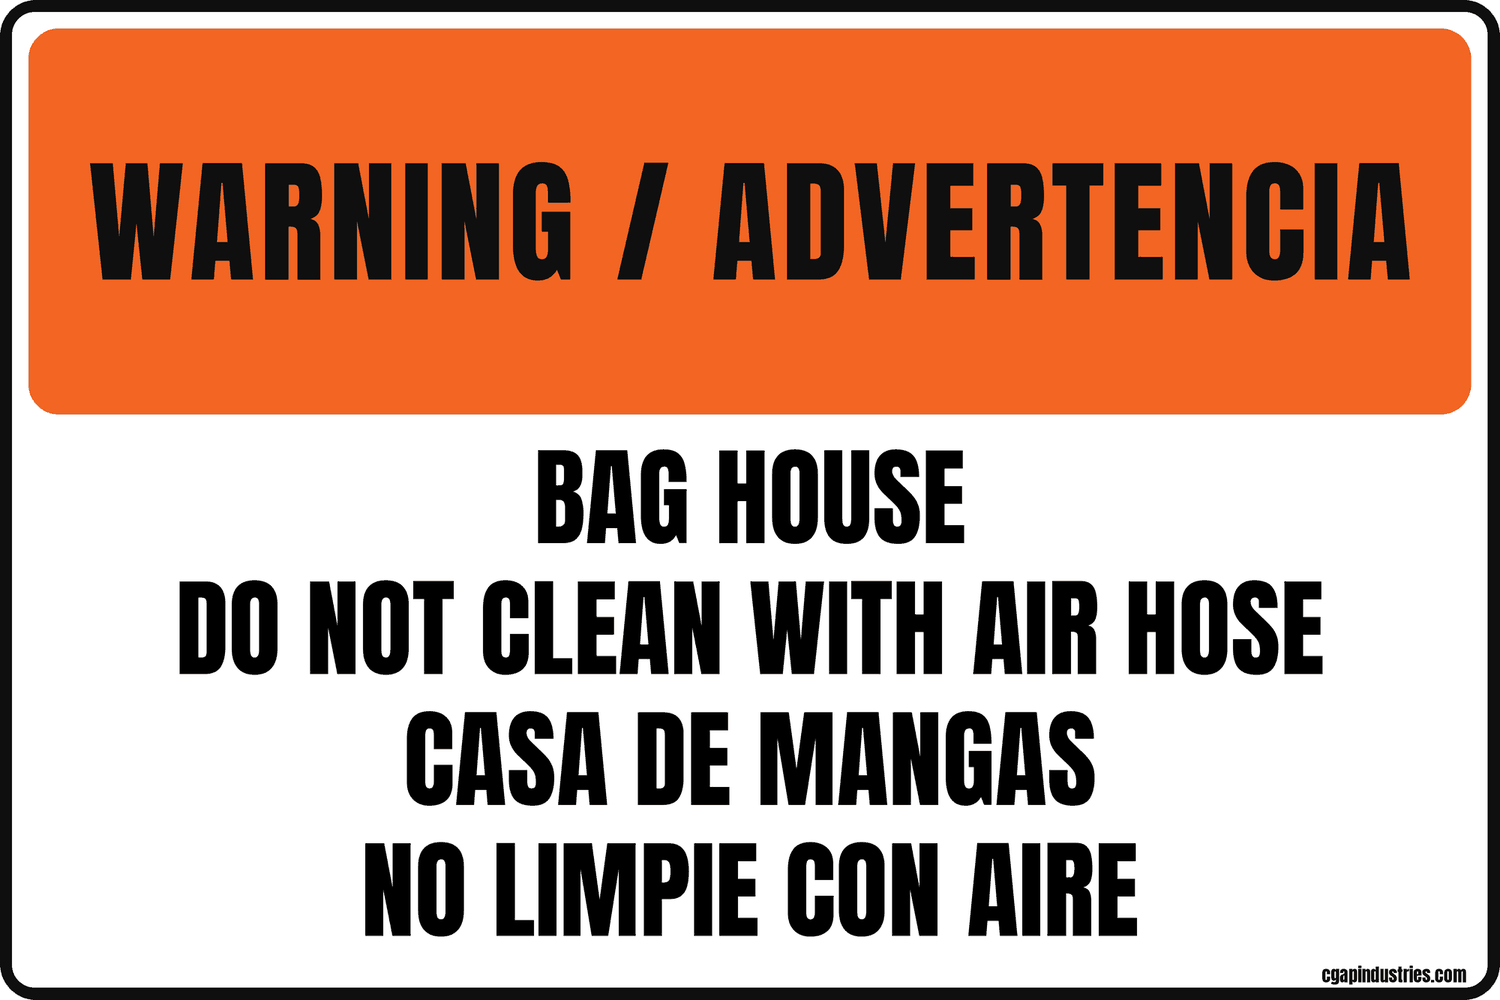 WARNING / ADVERTENCIA
BAG HOUSE
DO NOT CLEAN WITH AIR HOSE
CASA DE MANGAS
NO LIMPIE CON AIRE
cgapindustries.com